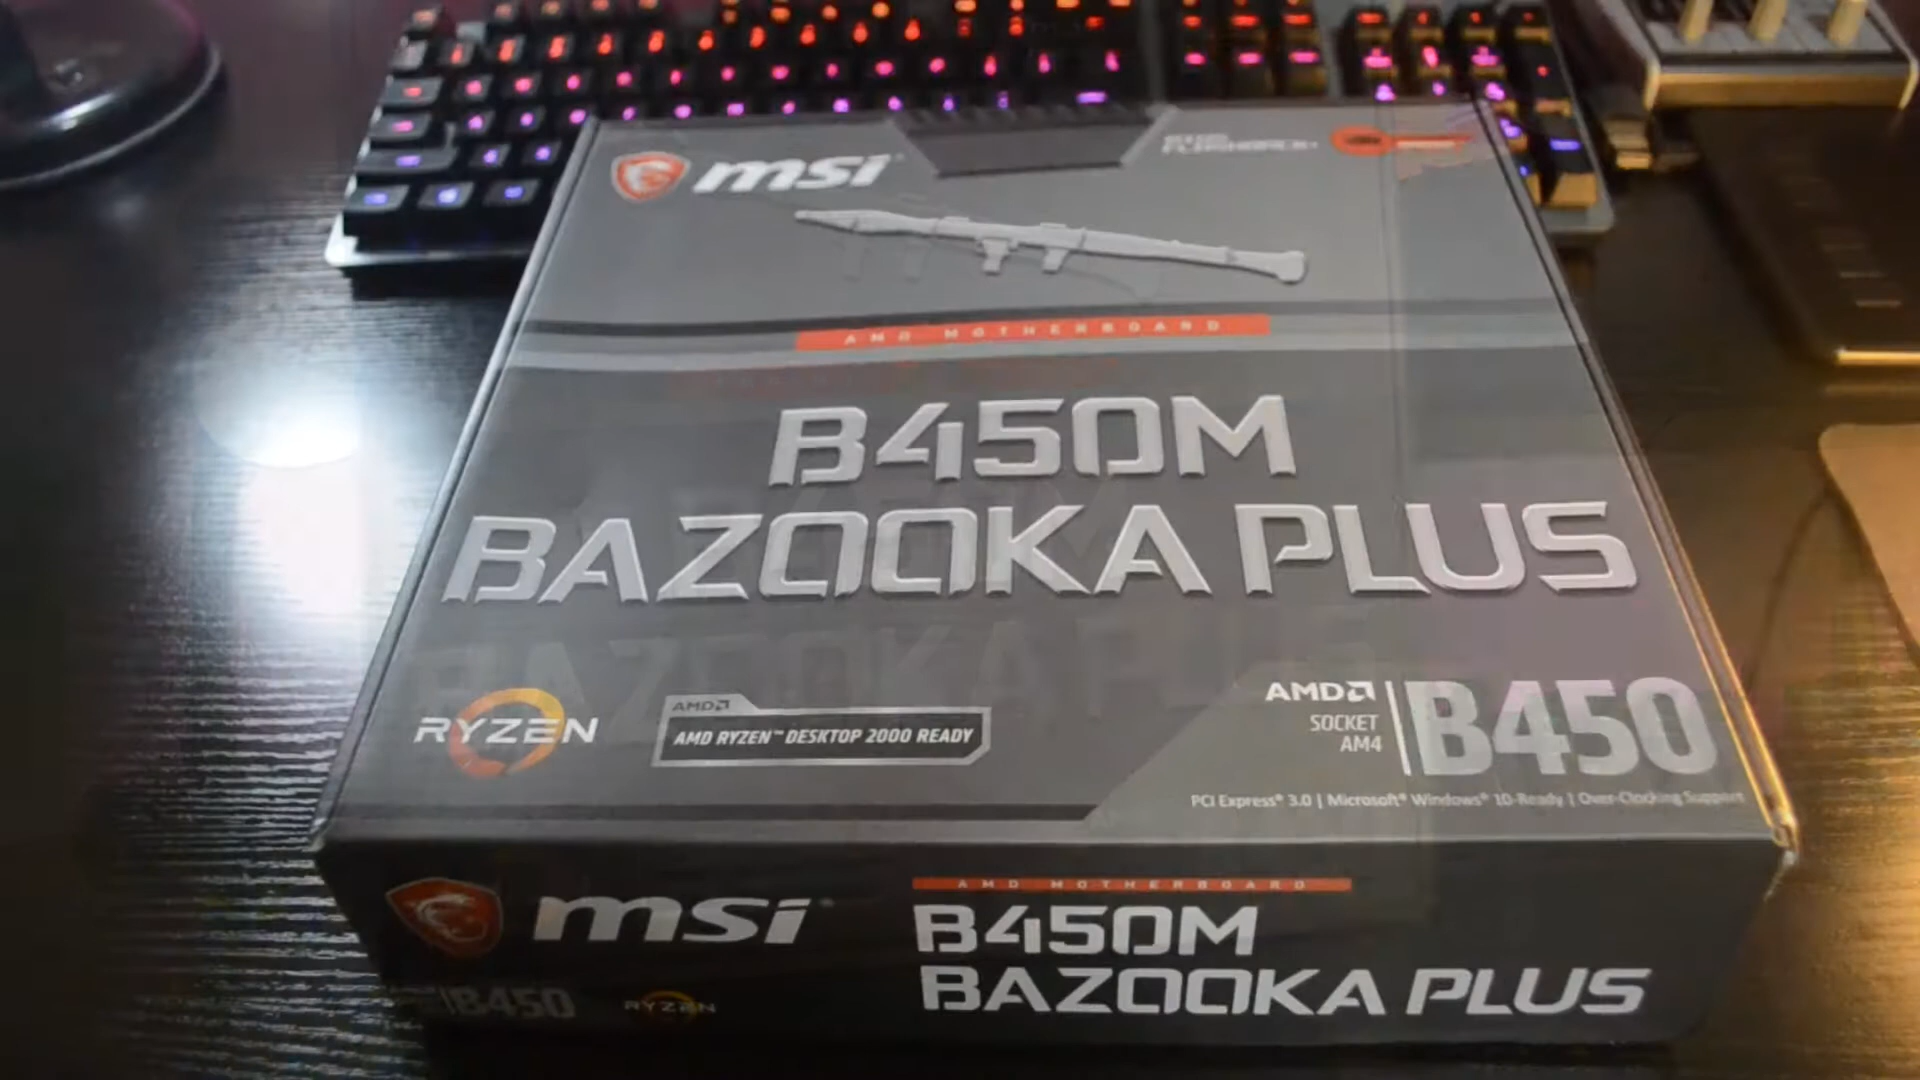 msi
AMD MOTHERBOARD
B450M
BAZOOKA PLUS
RYZEN
AMD
AMD RYZEN™ DESKTOP 2000 READY
AMD
SOCKET
AM4
B450
PCI Express® 3.0 | Microsoft® Windows® 10-Ready | Over-Clocking Support
msi
AMD MOTHERBOARD
B450M
BAZOOKA PLUS
B450
RYZEN